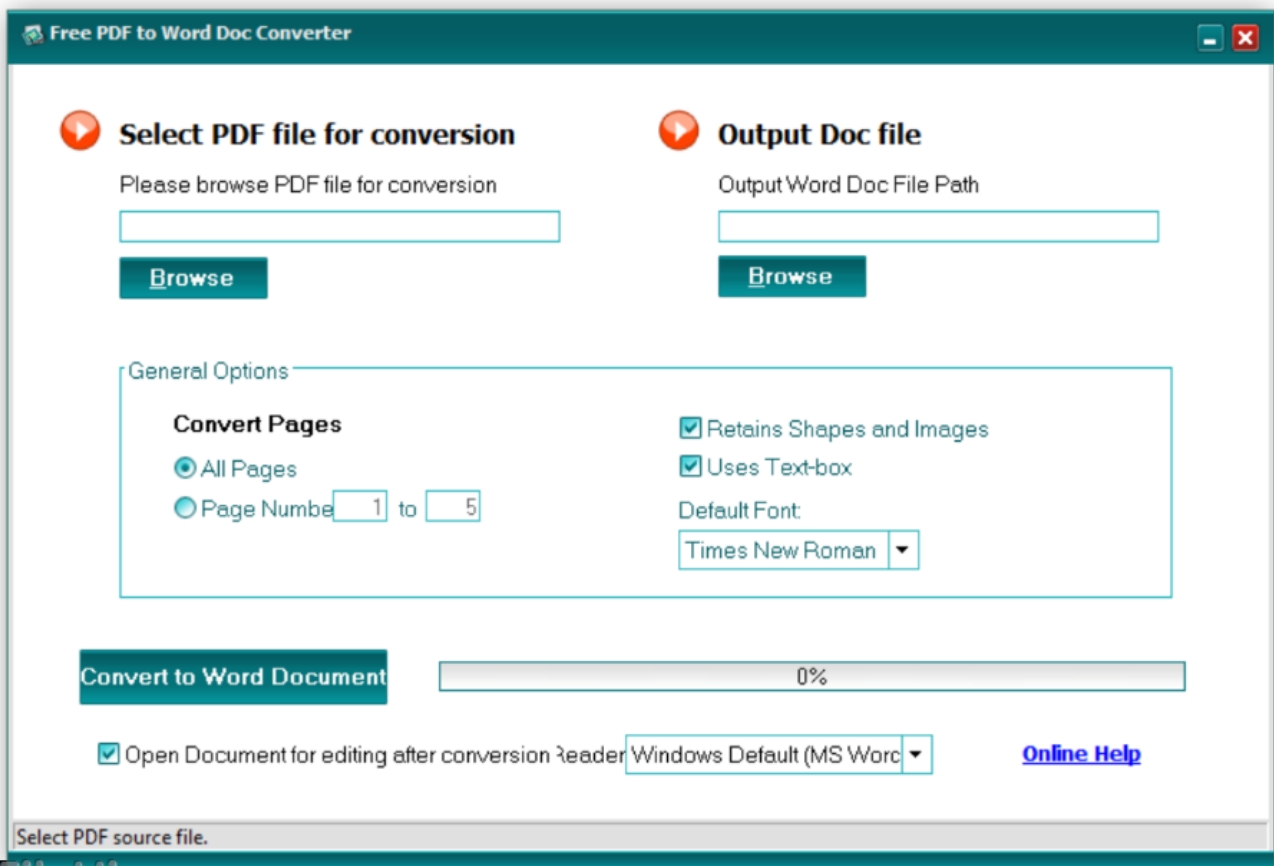 Free PDF to Word Doc Converter
Select PDF file for conversion
Please browse PDF file for conversion
Browse
Output Doc file
Output Word Doc File Path
Browse
General Options
Convert Pages
All Pages
Page Numbe 1 to 5
Retains Shapes and Images
Uses Text-box
Default Font:
Times New Roman
Convert to Word Document
0%
Open Document for editing after conversion Reader Windows Default (MS Worc
Online Help
Select PDF source file.